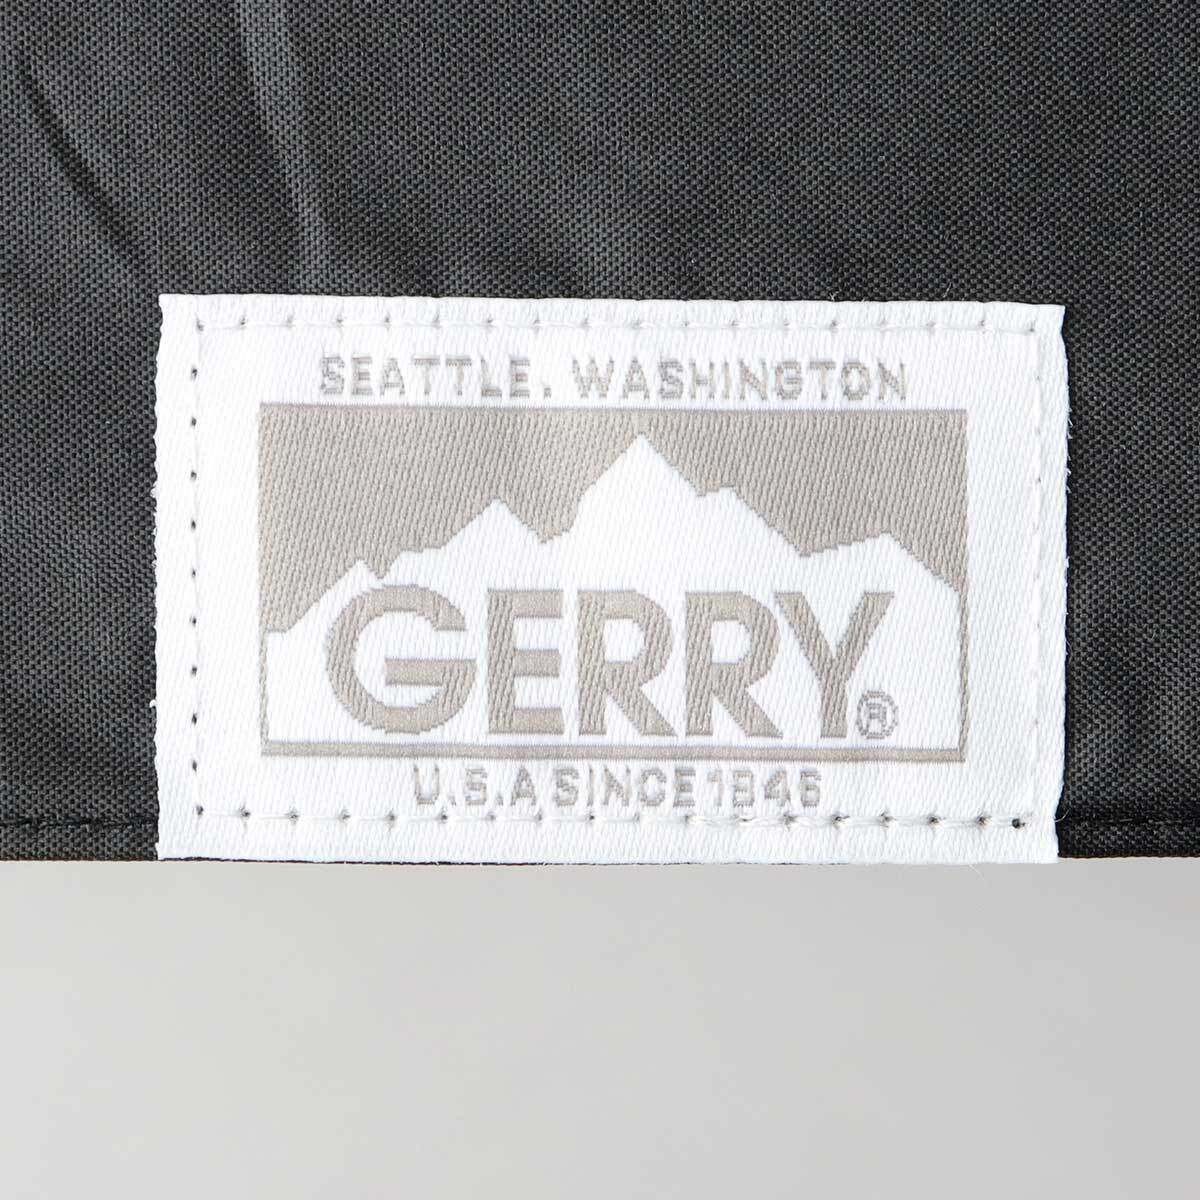 SEATTLE. WASHINGTON
GERRY®
U.S.A SINCE 1946